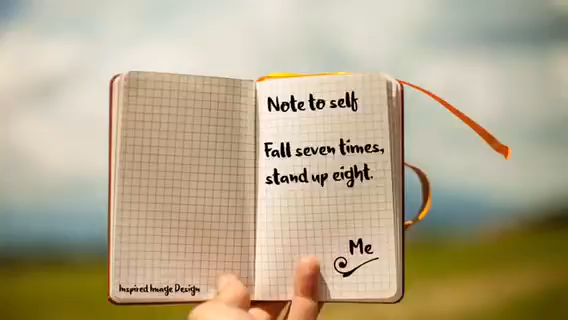 Inspired Image Design
Note to self
Fall seven times,
stand up eight.
Me